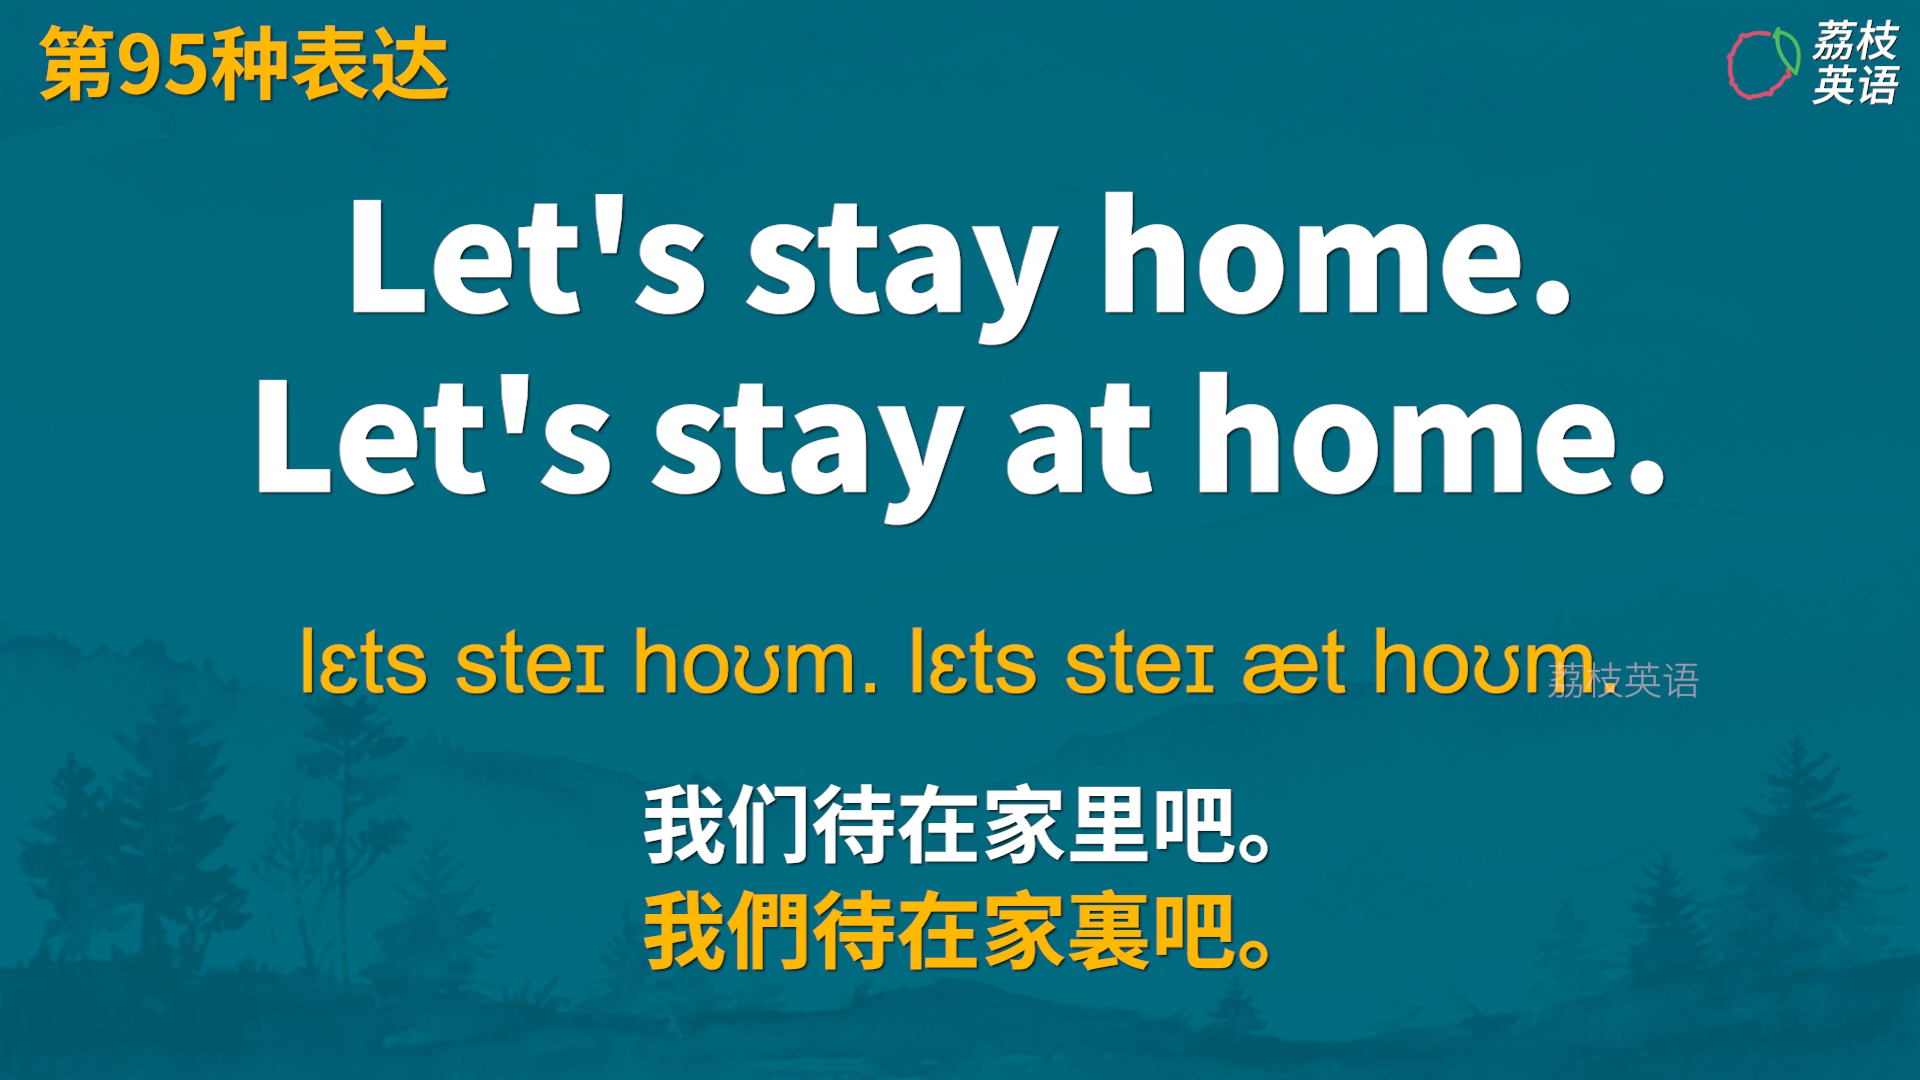 第95种表达
荔枝
英语
Let's stay home.
Let's stay at home.
lɛts steɪ hoʊm. lɛts steɪ æt hoʊm.
荔枝英语
我们待在家里吧。
我們待在家裏吧。